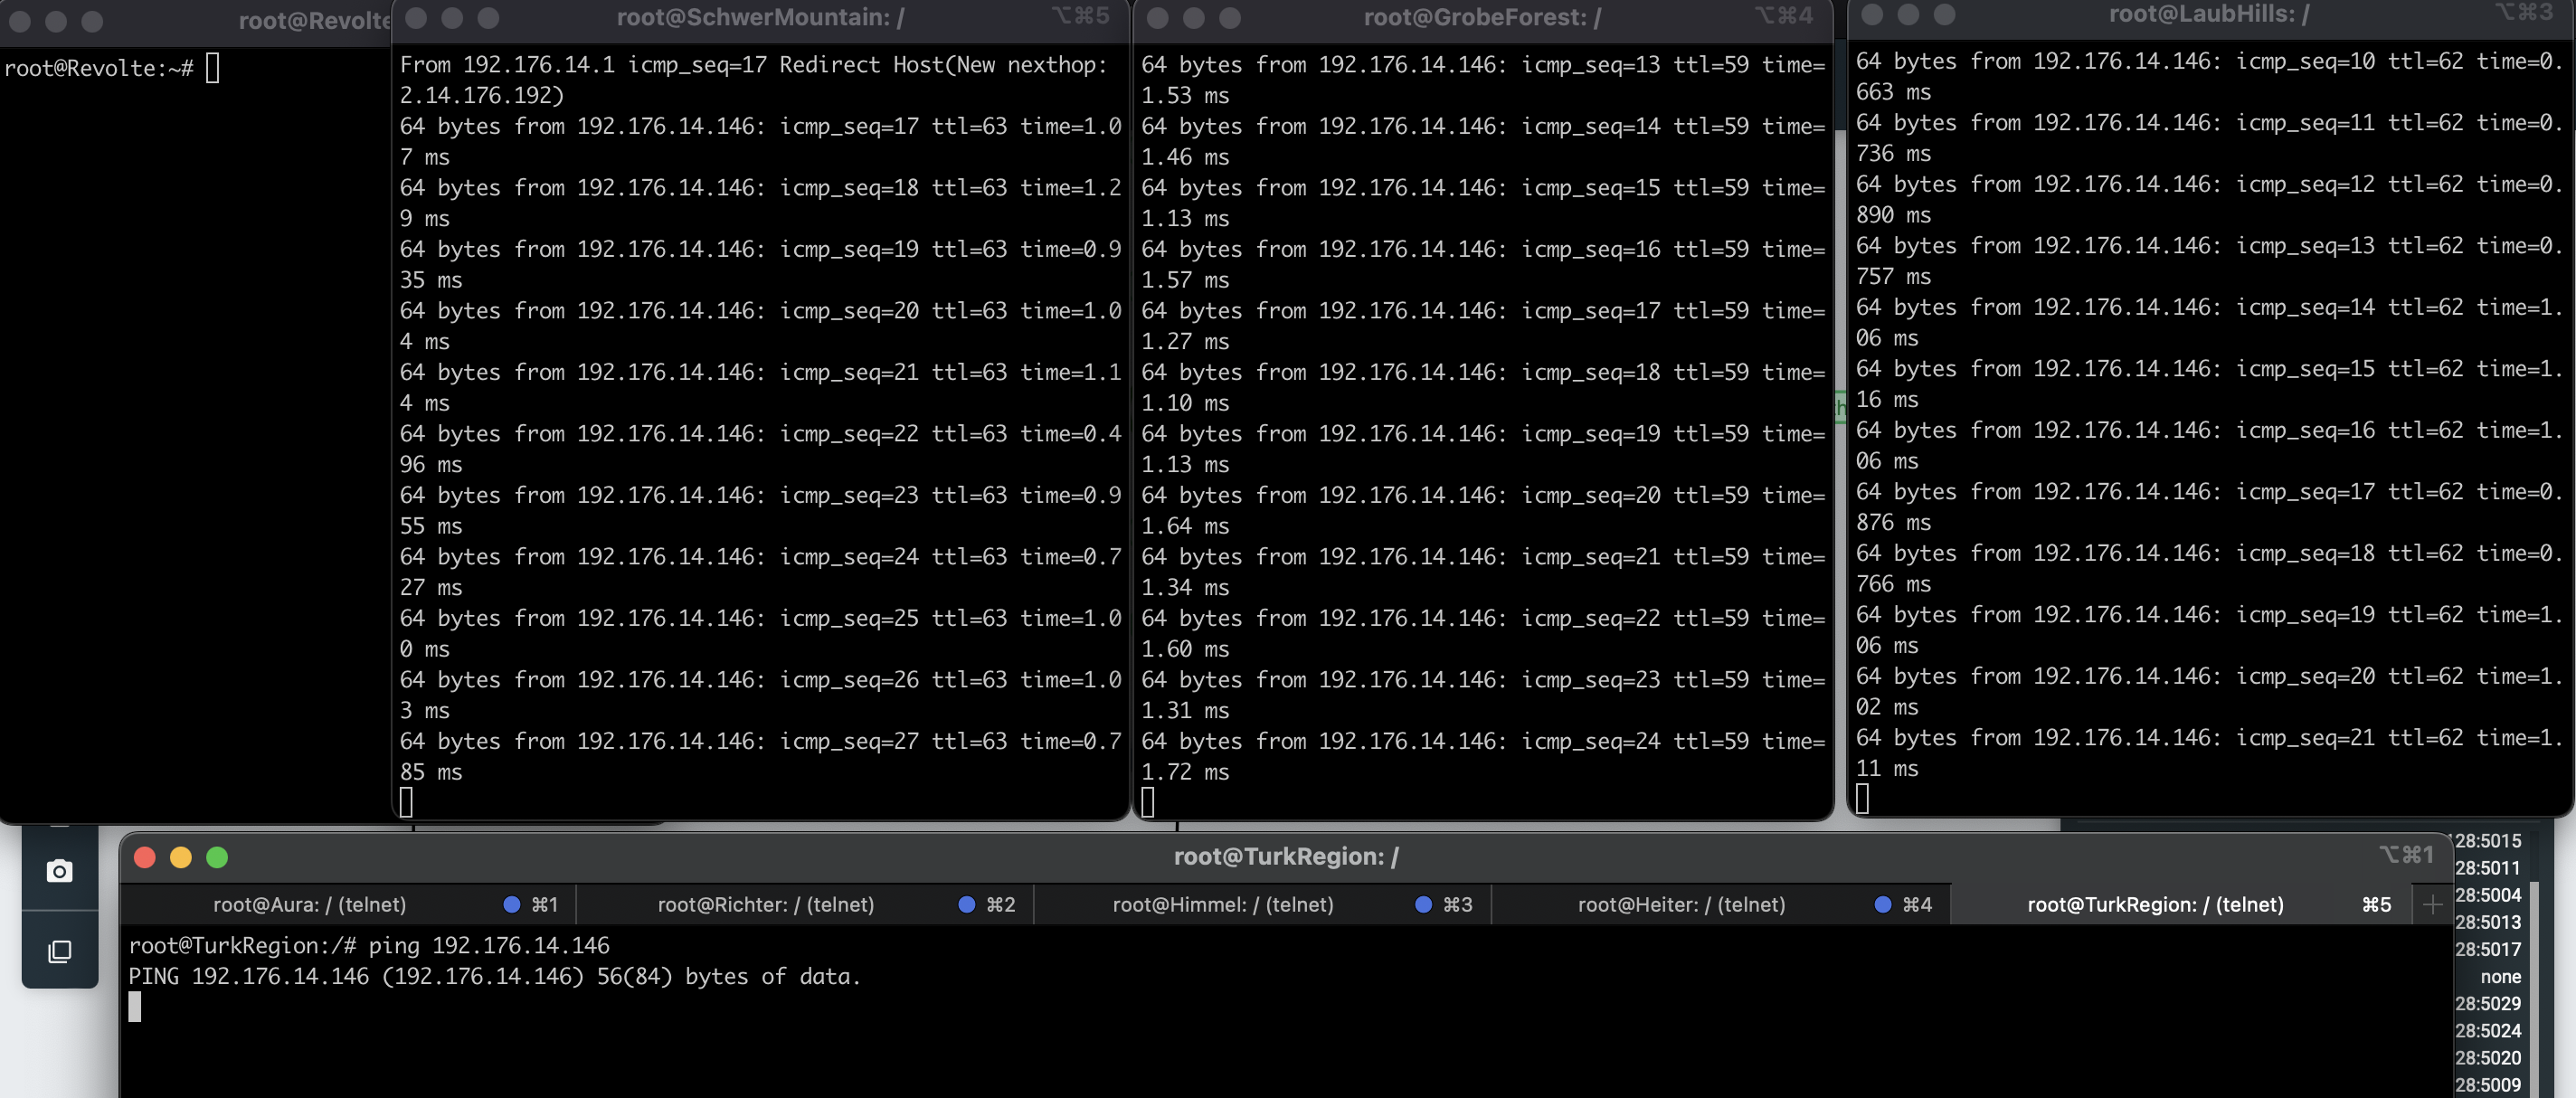 root@Revolte
root@Revolte:~#
root@SchwerMountain: /
⌥⌘5
From 192.176.14.1 icmp_seq=17 Redirect Host(New nexthop:
2.14.176.192)
64 bytes from 192.176.14.146: icmp_seq=17 ttl=63 time=1.0
7 ms
64 bytes from 192.176.14.146: icmp_seq=18 ttl=63 time=1.2
9 ms
64 bytes from 192.176.14.146: icmp_seq=19 ttl=63 time=0.9
35 ms
64 bytes from 192.176.14.146: icmp_seq=20 ttl=63 time=1.0
4 ms
64 bytes from 192.176.14.146: icmp_seq=21 ttl=63 time=1.1
4 ms
64 bytes from 192.176.14.146: icmp_seq=22 ttl=63 time=0.4
96 ms
64 bytes from 192.176.14.146: icmp_seq=23 ttl=63 time=0.9
55 ms
64 bytes from 192.176.14.146: icmp_seq=24 ttl=63 time=0.7
27 ms
64 bytes from 192.176.14.146: icmp_seq=25 ttl=63 time=1.0
0 ms
64 bytes from 192.176.14.146: icmp_seq=26 ttl=63 time=1.0
3 ms
64 bytes from 192.176.14.146: icmp_seq=27 ttl=63 time=0.7
85 ms
root@GrobeForest: /
⌥⌘4
64 bytes from 192.176.14.146: icmp_seq=13 ttl=59 time=
1.53 ms
64 bytes from 192.176.14.146: icmp_seq=14 ttl=59 time=
1.46 ms
64 bytes from 192.176.14.146: icmp_seq=15 ttl=59 time=
1.13 ms
64 bytes from 192.176.14.146: icmp_seq=16 ttl=59 time=
1.57 ms
64 bytes from 192.176.14.146: icmp_seq=17 ttl=59 time=
1.27 ms
64 bytes from 192.176.14.146: icmp_seq=18 ttl=59 time=
1.10 ms
64 bytes from 192.176.14.146: icmp_seq=19 ttl=59 time=
1.13 ms
64 bytes from 192.176.14.146: icmp_seq=20 ttl=59 time=
1.64 ms
64 bytes from 192.176.14.146: icmp_seq=21 ttl=59 time=
1.34 ms
64 bytes from 192.176.14.146: icmp_seq=22 ttl=59 time=
1.60 ms
64 bytes from 192.176.14.146: icmp_seq=23 ttl=59 time=
1.31 ms
64 bytes from 192.176.14.146: icmp_seq=24 ttl=59 time=
1.72 ms
root@LaubHills: /
⌥⌘3
64 bytes from 192.176.14.146: icmp_seq=10 ttl=62 time=0.
663 ms
64 bytes from 192.176.14.146: icmp_seq=11 ttl=62 time=0.
736 ms
64 bytes from 192.176.14.146: icmp_seq=12 ttl=62 time=0.
890 ms
64 bytes from 192.176.14.146: icmp_seq=13 ttl=62 time=0.
757 ms
64 bytes from 192.176.14.146: icmp_seq=14 ttl=62 time=1.
06 ms
64 bytes from 192.176.14.146: icmp_seq=15 ttl=62 time=1.
16 ms
64 bytes from 192.176.14.146: icmp_seq=16 ttl=62 time=1.
06 ms
64 bytes from 192.176.14.146: icmp_seq=17 ttl=62 time=0.
876 ms
64 bytes from 192.176.14.146: icmp_seq=18 ttl=62 time=0.
766 ms
64 bytes from 192.176.14.146: icmp_seq=19 ttl=62 time=1.
06 ms
64 bytes from 192.176.14.146: icmp_seq=20 ttl=62 time=1.
02 ms
64 bytes from 192.176.14.146: icmp_seq=21 ttl=62 time=1.
11 ms
root@TurkRegion: /
⌥⌘1
root@Aura: / (telnet) ⌘1
root@Richter: / (telnet) ⌘2
root@Himmel: / (telnet) ⌘3
root@Heiter: / (telnet) ⌘4
root@TurkRegion: / (telnet) ⌘5
root@TurkRegion:/# ping 192.176.14.146
PING 192.176.14.146 (192.176.14.146) 56(84) bytes of data.
28:5015
28:5011
28:5004
28:5013
28:5017
none
28:5029
28:5024
28:5020
28:5009